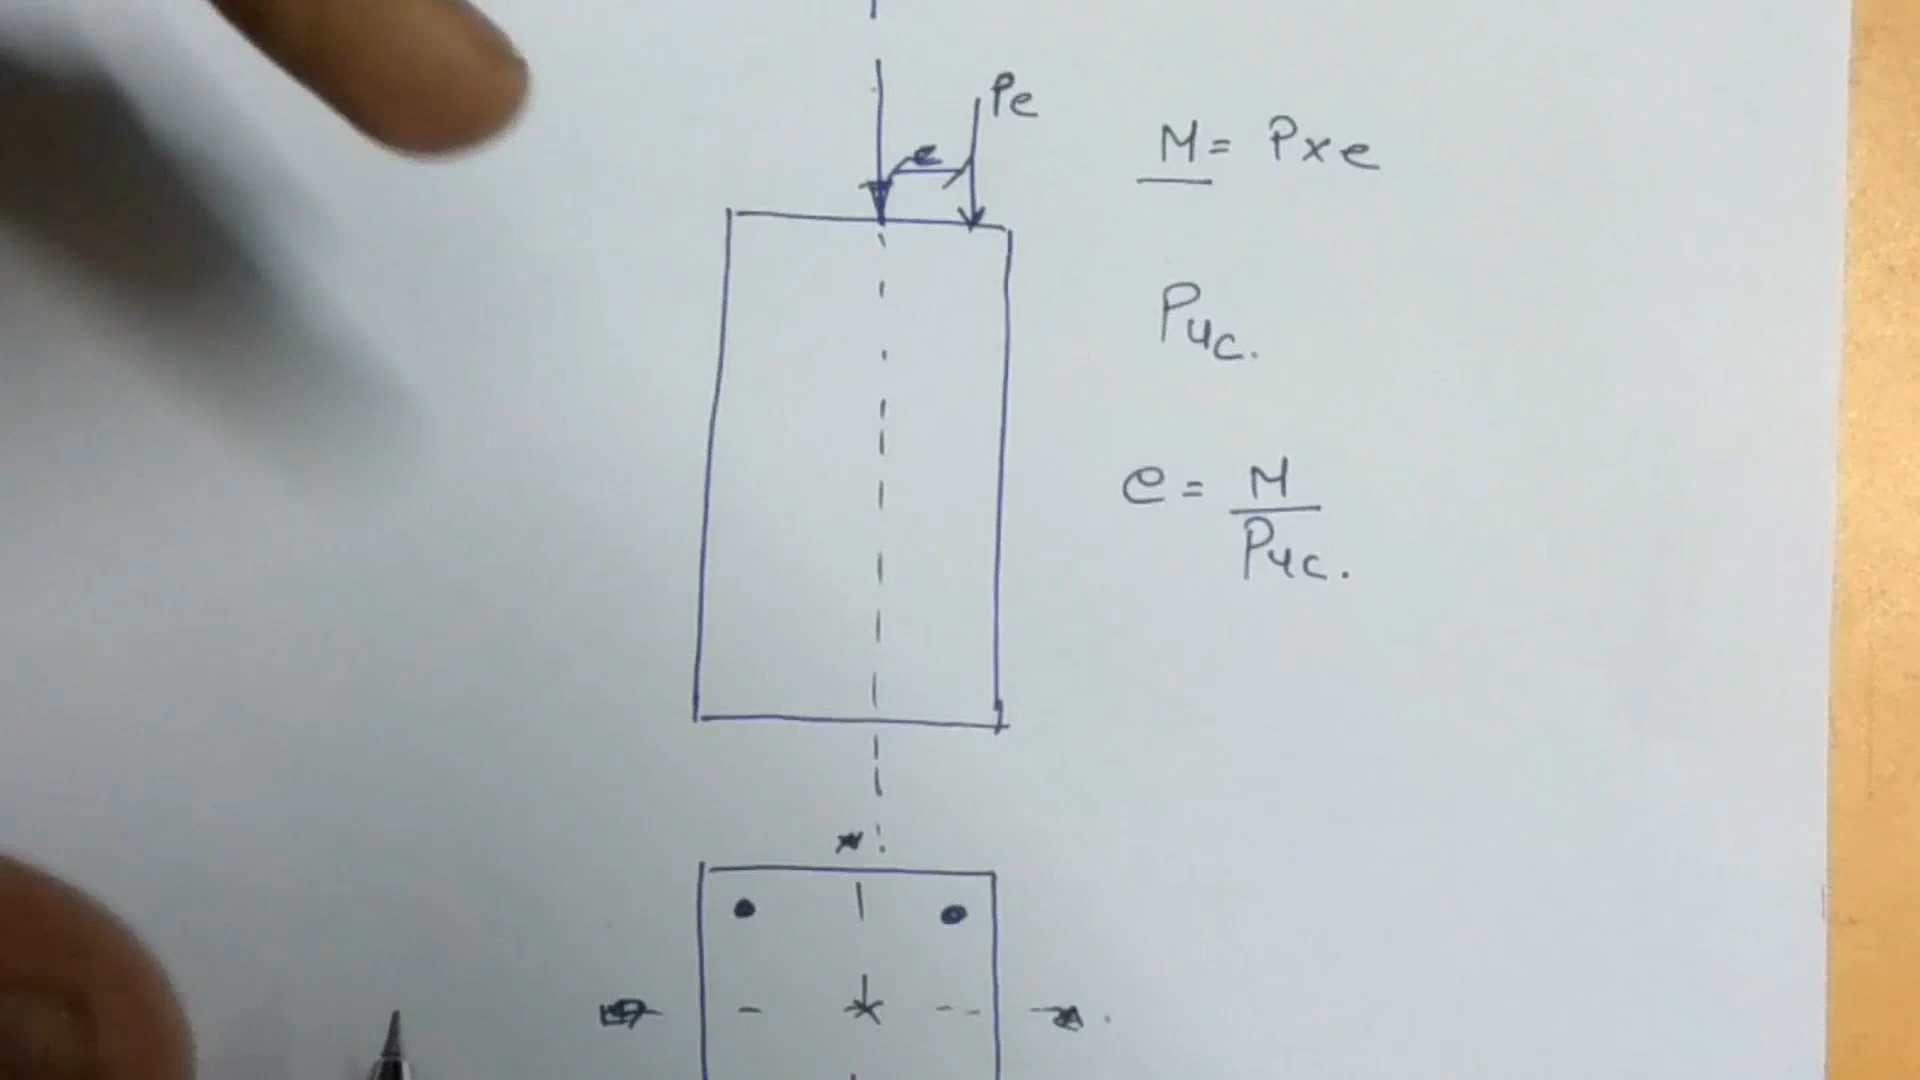 Pe
e
M = P x e
Puc.
e = M
Puc.